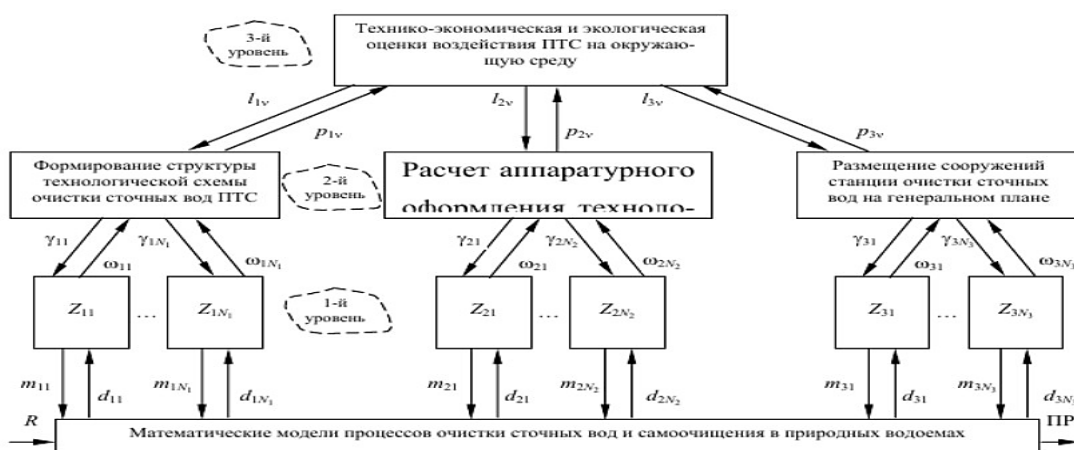 3-й
уровень
Технико-экономическая и экологическая
оценки воздействия ПТС на окружаю-
щую среду
l1ν
p1ν
l2ν
p2ν
l3ν
p3ν
Формирование структуры
технологической схемы
очистки сточных вод ПТС
2-й
уровень
Расчет аппаратурного
оформления техноло-
Размещение сооружений
станции очистки сточных
вод на генеральном плане
γ11
ω11
γ1N1
ω1N1
γ21
ω21
γ2N2
ω2N2
γ31
ω31
γ3N3
ω3N3
Z11
...
Z1N1
1-й
уровень
Z21
...
Z2N2
Z31
...
Z3N3
m11
d11
m1N1
d1N1
m21
d21
m2N2
d2N2
m31
d31
m3N3
d3N3
R
Математические модели процессов очистки сточных вод и самоочищения в природных водоемах
ПР